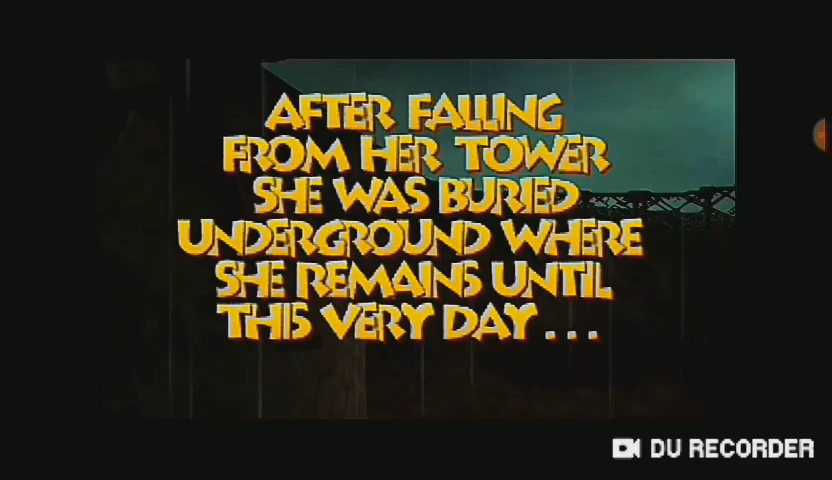 AFTER FALLING
FROM HER TOWER
SHE WAS BURIED
UNDERGROUND WHERE
SHE REMAINS UNTIL
THIS VERY DAY . . .
DU RECORDER